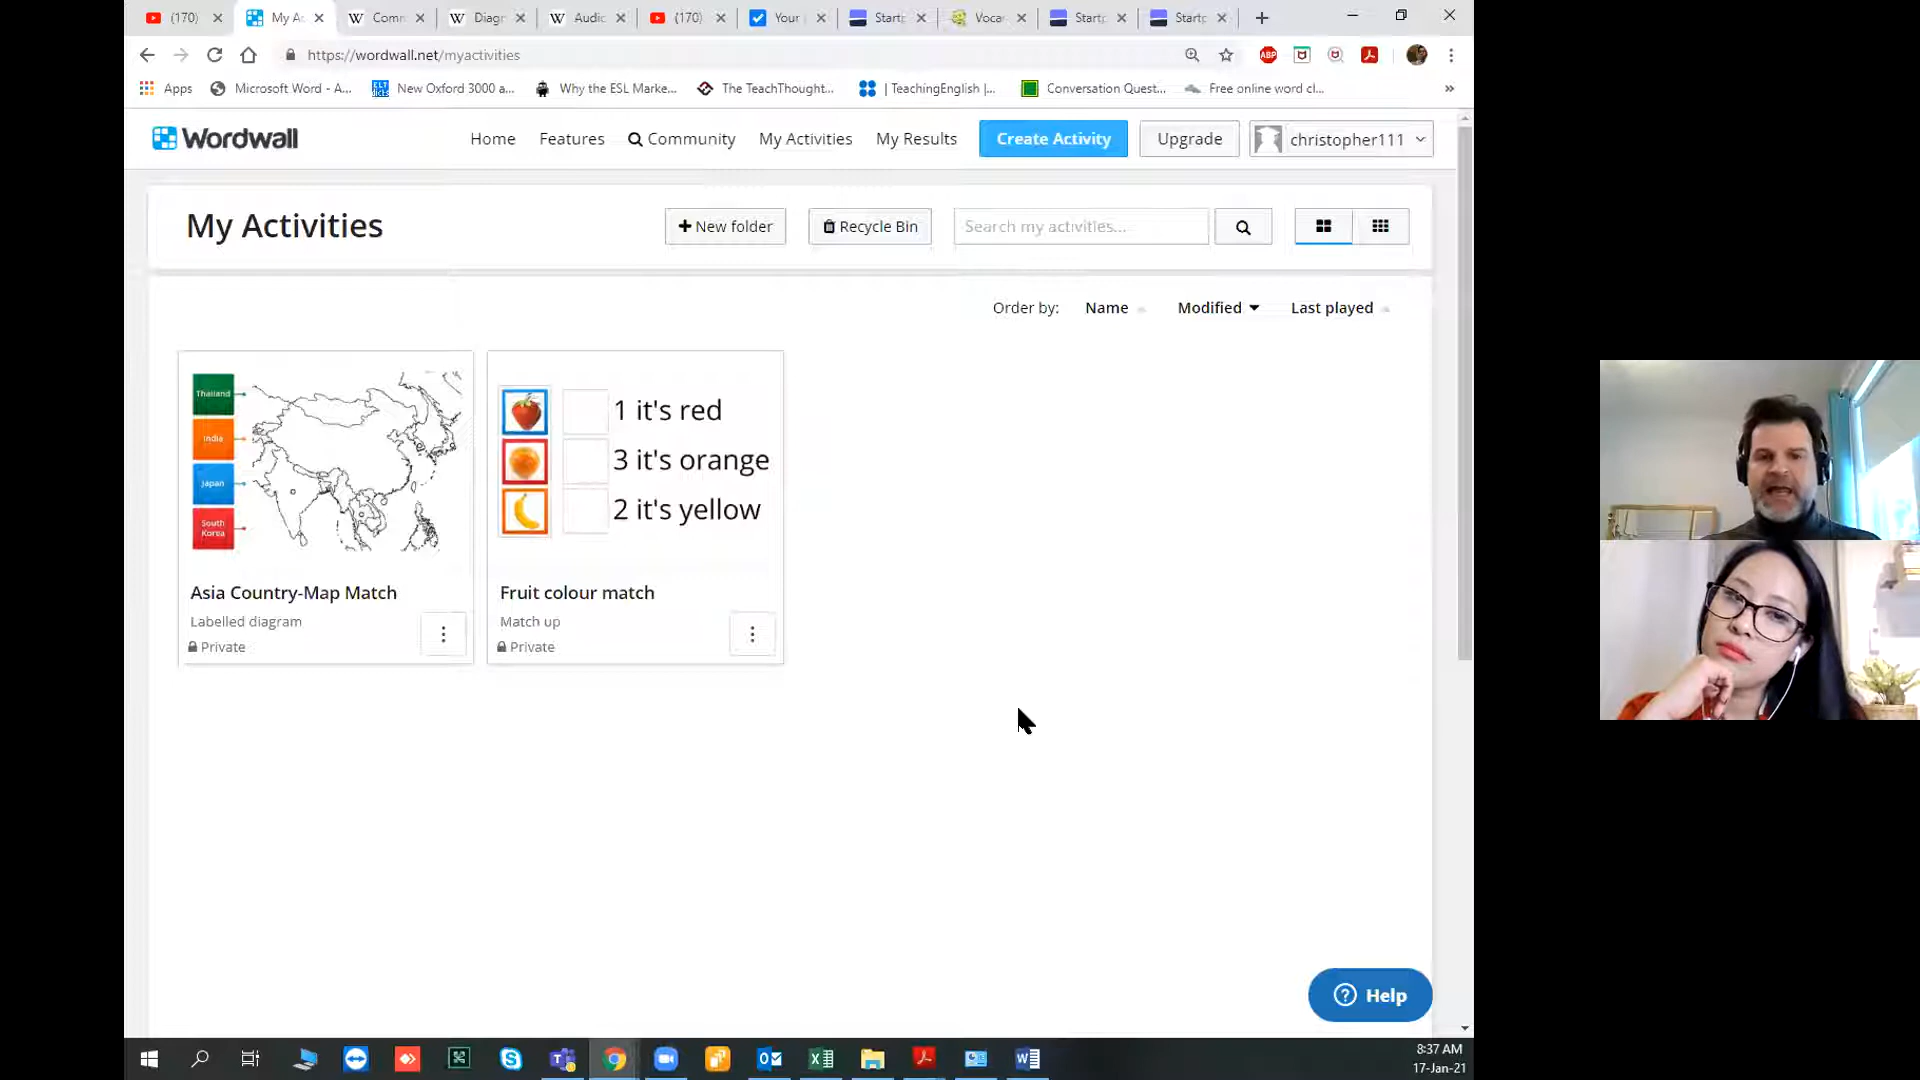 (170)
My Ac
Comn
Diagr
Audic
(170)
Your
Startp
Voca
Startp
Startp
https://wordwall.net/myactivities
ABP
Apps
Microsoft Word - A...
New Oxford 3000 a...
Why the ESL Marke...
The TeachThought...
| TeachingEnglish |...
Conversation Quest...
Free online word cl...
»
Wordwall
Home
Features
Community
My Activities
My Results
Create Activity
Upgrade
christopher111
My Activities
New folder
Recycle Bin
Search my activities...
Order by:
Name
Modified
Last played
Thailand
India
Japan
South
Korea
Asia Country-Map Match
Labelled diagram
Private
1 it's red
3 it's orange
2 it's yellow
Fruit colour match
Match up
Private
Help
8:37 AM
17-Jan-21